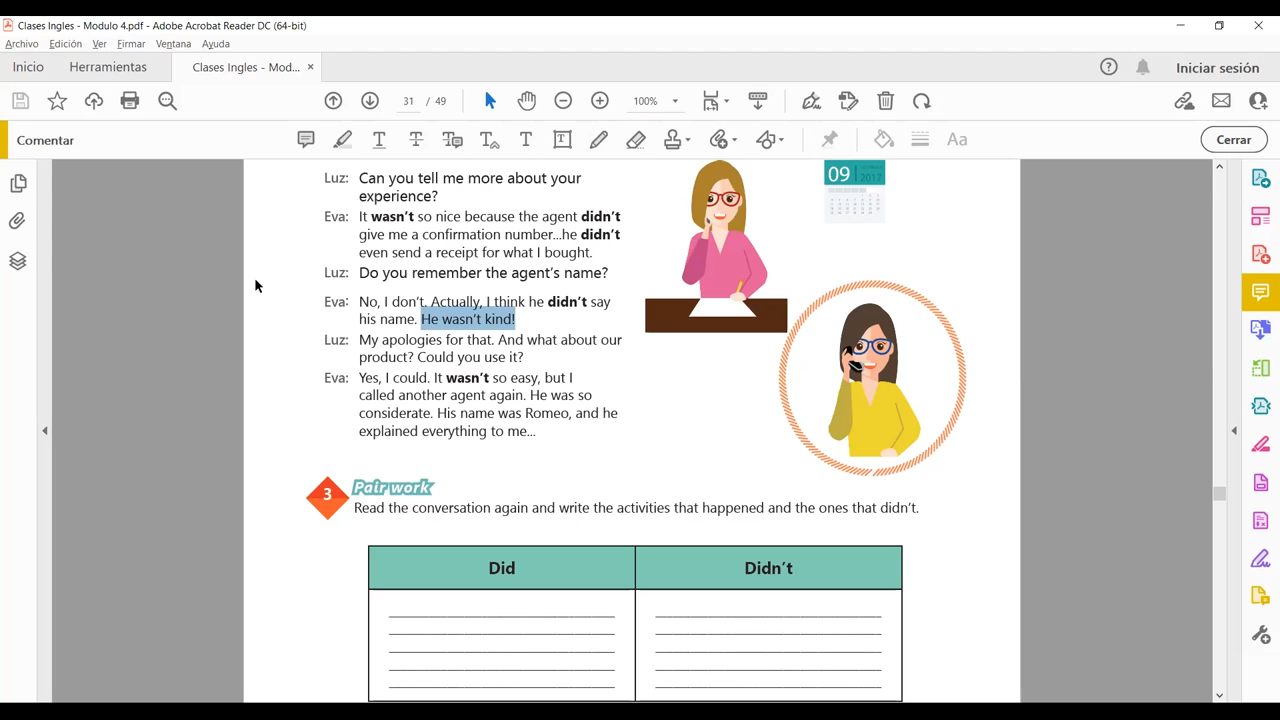 Clases Ingles - Modulo 4.pdf - Adobe Acrobat Reader DC (64-bit)
Archivo Edición Ver Firmar Ventana Ayuda
Inicio Herramientas Clases Ingles - Mod... × Iniciar sesión
31 / 49 100%
Comentar Cerrar
09 2017
Luz: Can you tell me more about your
experience?
Eva: It wasn't so nice because the agent didn't
give me a confirmation number...he didn't
even send a receipt for what I bought.
Luz: Do you remember the agent's name?
Eva: No, I don't. Actually, I think he didn't say
his name. He wasn't kind!
Luz: My apologies for that. And what about our
product? Could you use it?
Eva: Yes, I could. It wasn't so easy, but I
called another agent again. He was so
considerate. His name was Romeo, and he
explained everything to me...
3 Pair work
Read the conversation again and write the activities that happened and the ones that didn't.
Did Didn't